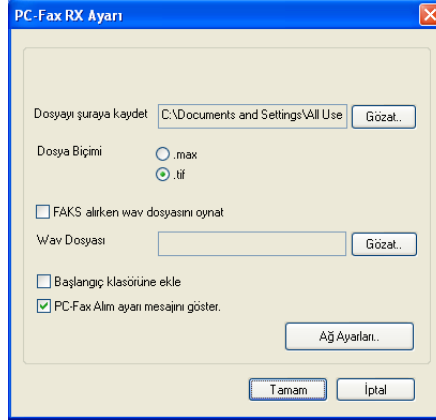 PC-Fax RX Ayarı
Dosyayı şuraya kaydet C:\Documents and Settings\All Use Gözat..
Dosya Biçimi .max
.tif
FAKS alırken wav dosyasını oynat
Wav Dosyası Gözat..
Başlangıç klasörüne ekle
PC-Fax Alım ayarı mesajını göster.
Ağ Ayarları..
Tamam İptal